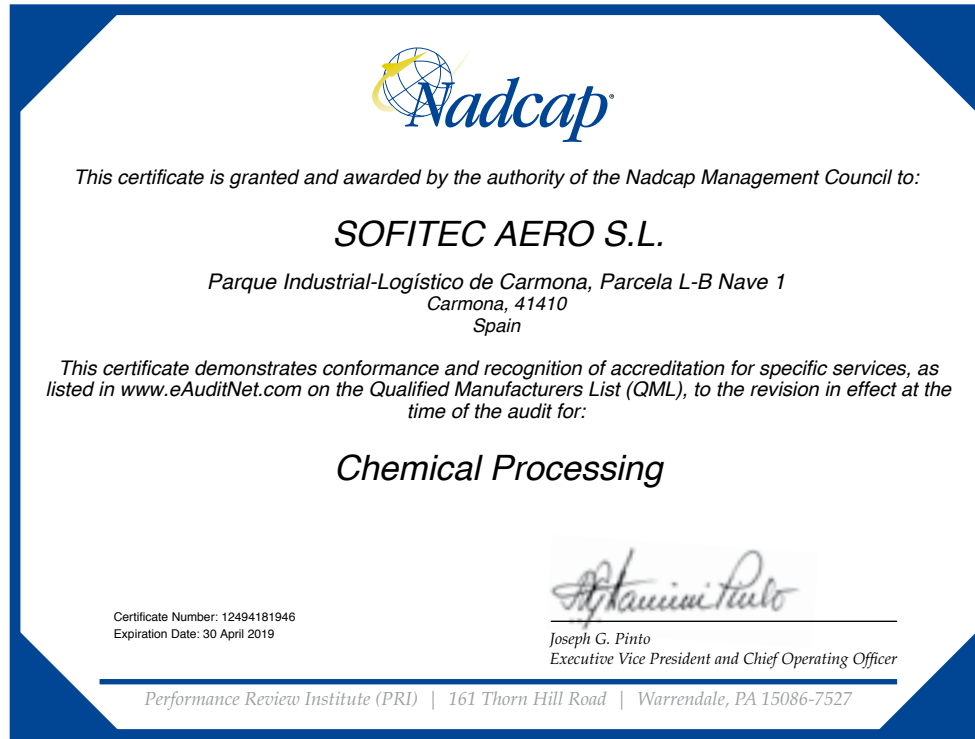 Nadcap®
This certificate is granted and awarded by the authority of the Nadcap Management Council to:
SOFITEC AERO S.L.
Parque Industrial-Logístico de Carmona, Parcela L-B Nave 1
Carmona, 41410
Spain
This certificate demonstrates conformance and recognition of accreditation for specific services, as
listed in www.eAuditNet.com on the Qualified Manufacturers List (QML), to the revision in effect at the
time of the audit for:
Chemical Processing
Certificate Number: 12494181946
Expiration Date: 30 April 2019
Joseph G. Pinto
Executive Vice President and Chief Operating Officer
Performance Review Institute (PRI) | 161 Thorn Hill Road | Warrendale, PA 15086-7527